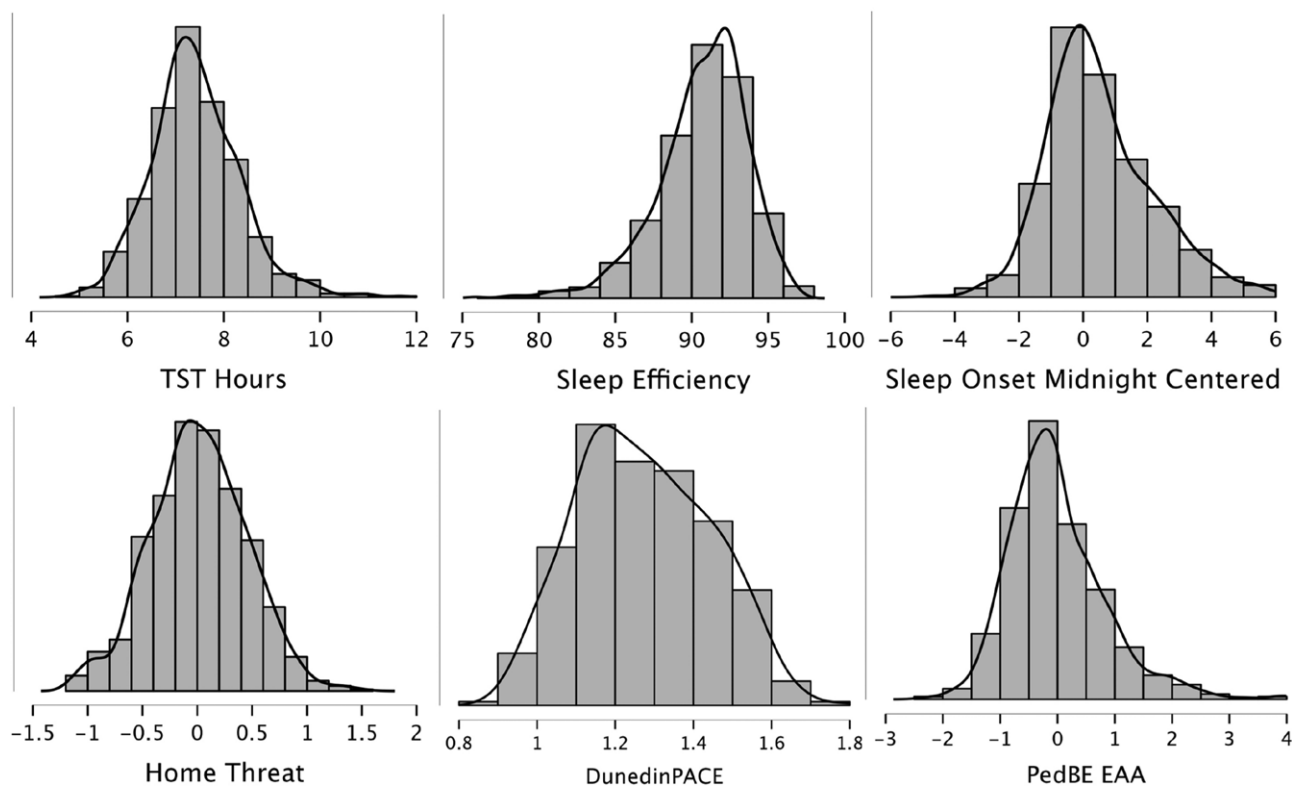 4 6 8 10 12
TST Hours
75 80 85 90 95 100
Sleep Efficiency
−6 −4 −2 0 2 4 6
Sleep Onset Midnight Centered
−1.5 −1 −0.5 0 0.5 1 1.5 2
Home Threat
0.8 1 1.2 1.4 1.6 1.8
DunedinPACE
−3 −2 −1 0 1 2 3 4
PedBE EAA